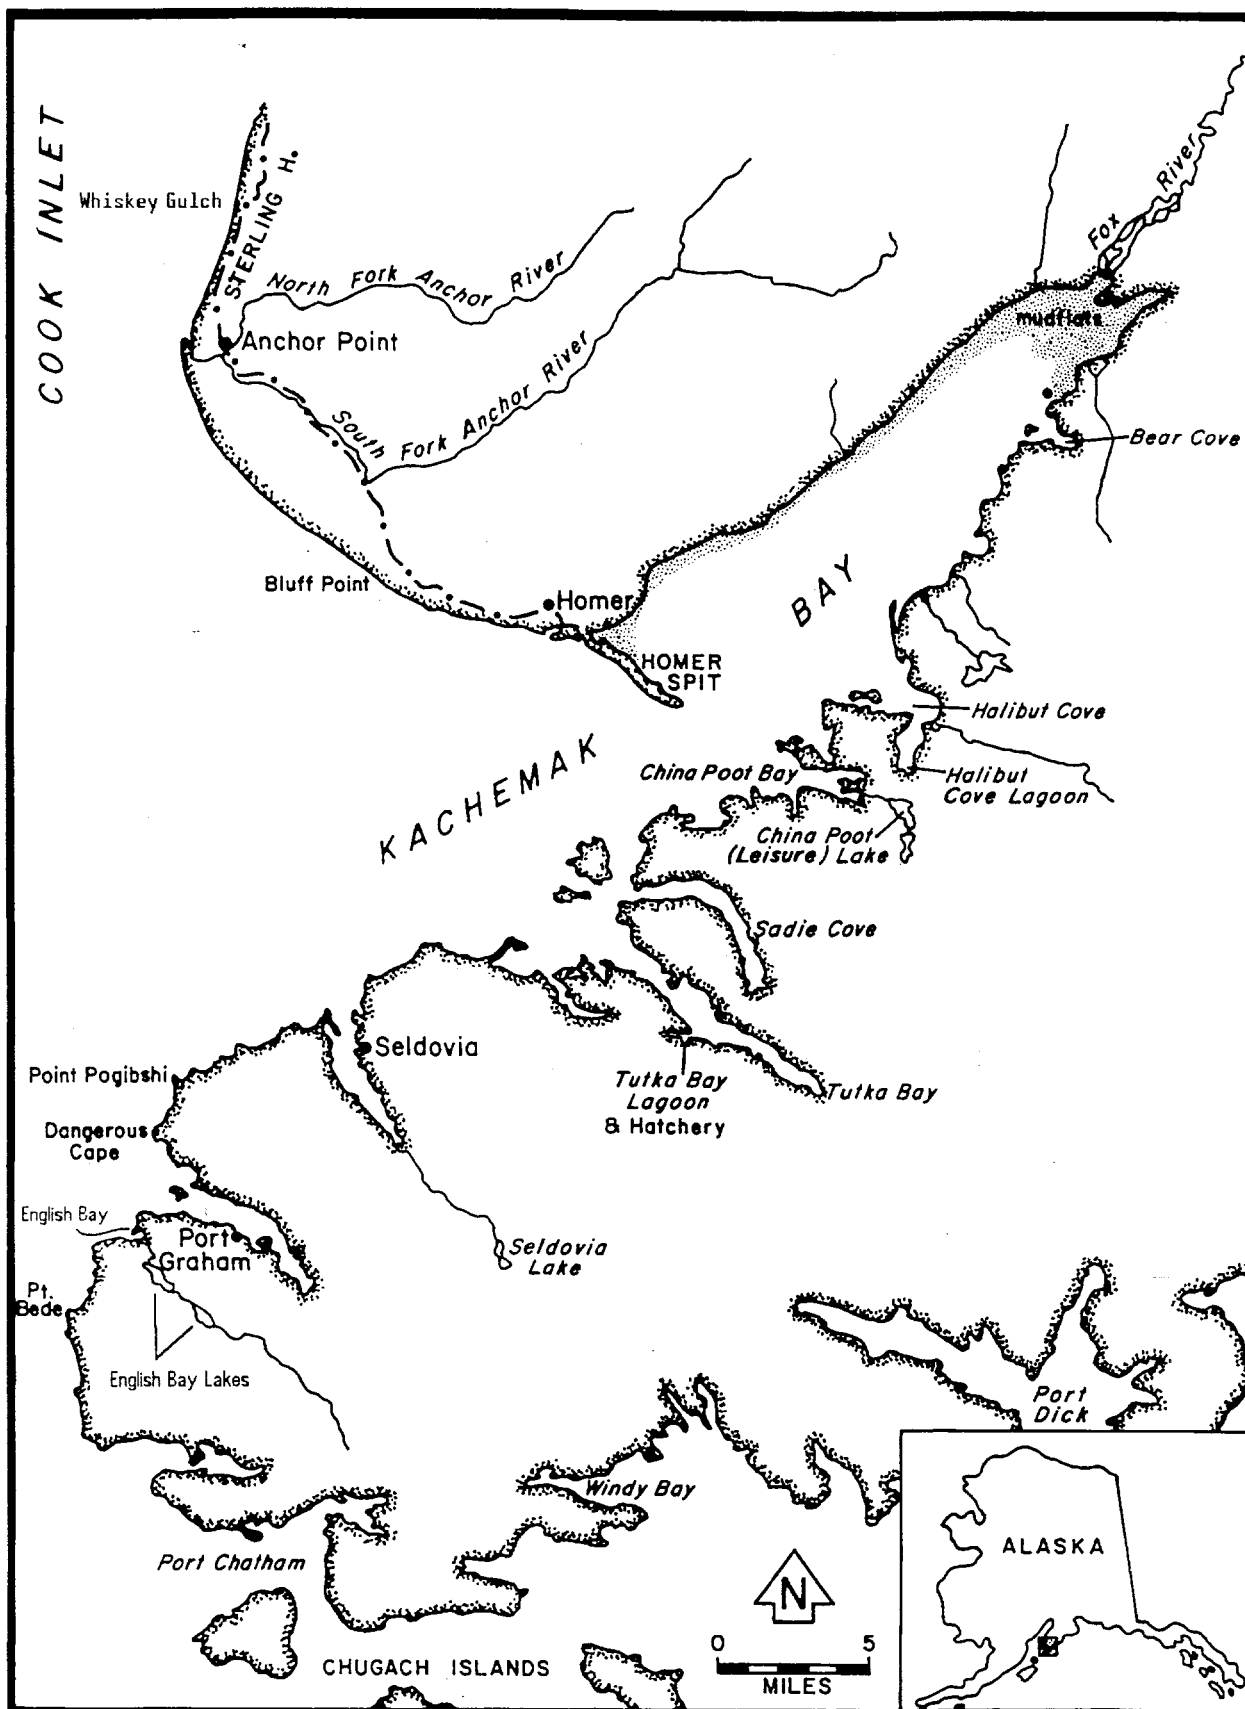 COOK INLET
Whiskey Gulch
STERLING H.
North Fork Anchor River
Anchor Point
South Fork Anchor River
Fox River
mudflats
Bear Cove
Bluff Point
Homer
HOMER
SPIT
KACHEMAK BAY
Halibut Cove
Halibut
Cove Lagoon
China Poot Bay
China Poot
(Leisure) Lake
Sadie Cove
Seldovia
Tutka Bay
Lagoon
& Hatchery
Tutka Bay
Point Pogibshi
Dangerous
Cape
English Bay
Port
Graham
Seldovia
Lake
Pt.
Bede
English Bay Lakes
Port
Dick
Windy Bay
Port Chatham
CHUGACH ISLANDS
N
0 5
MILES
ALASKA